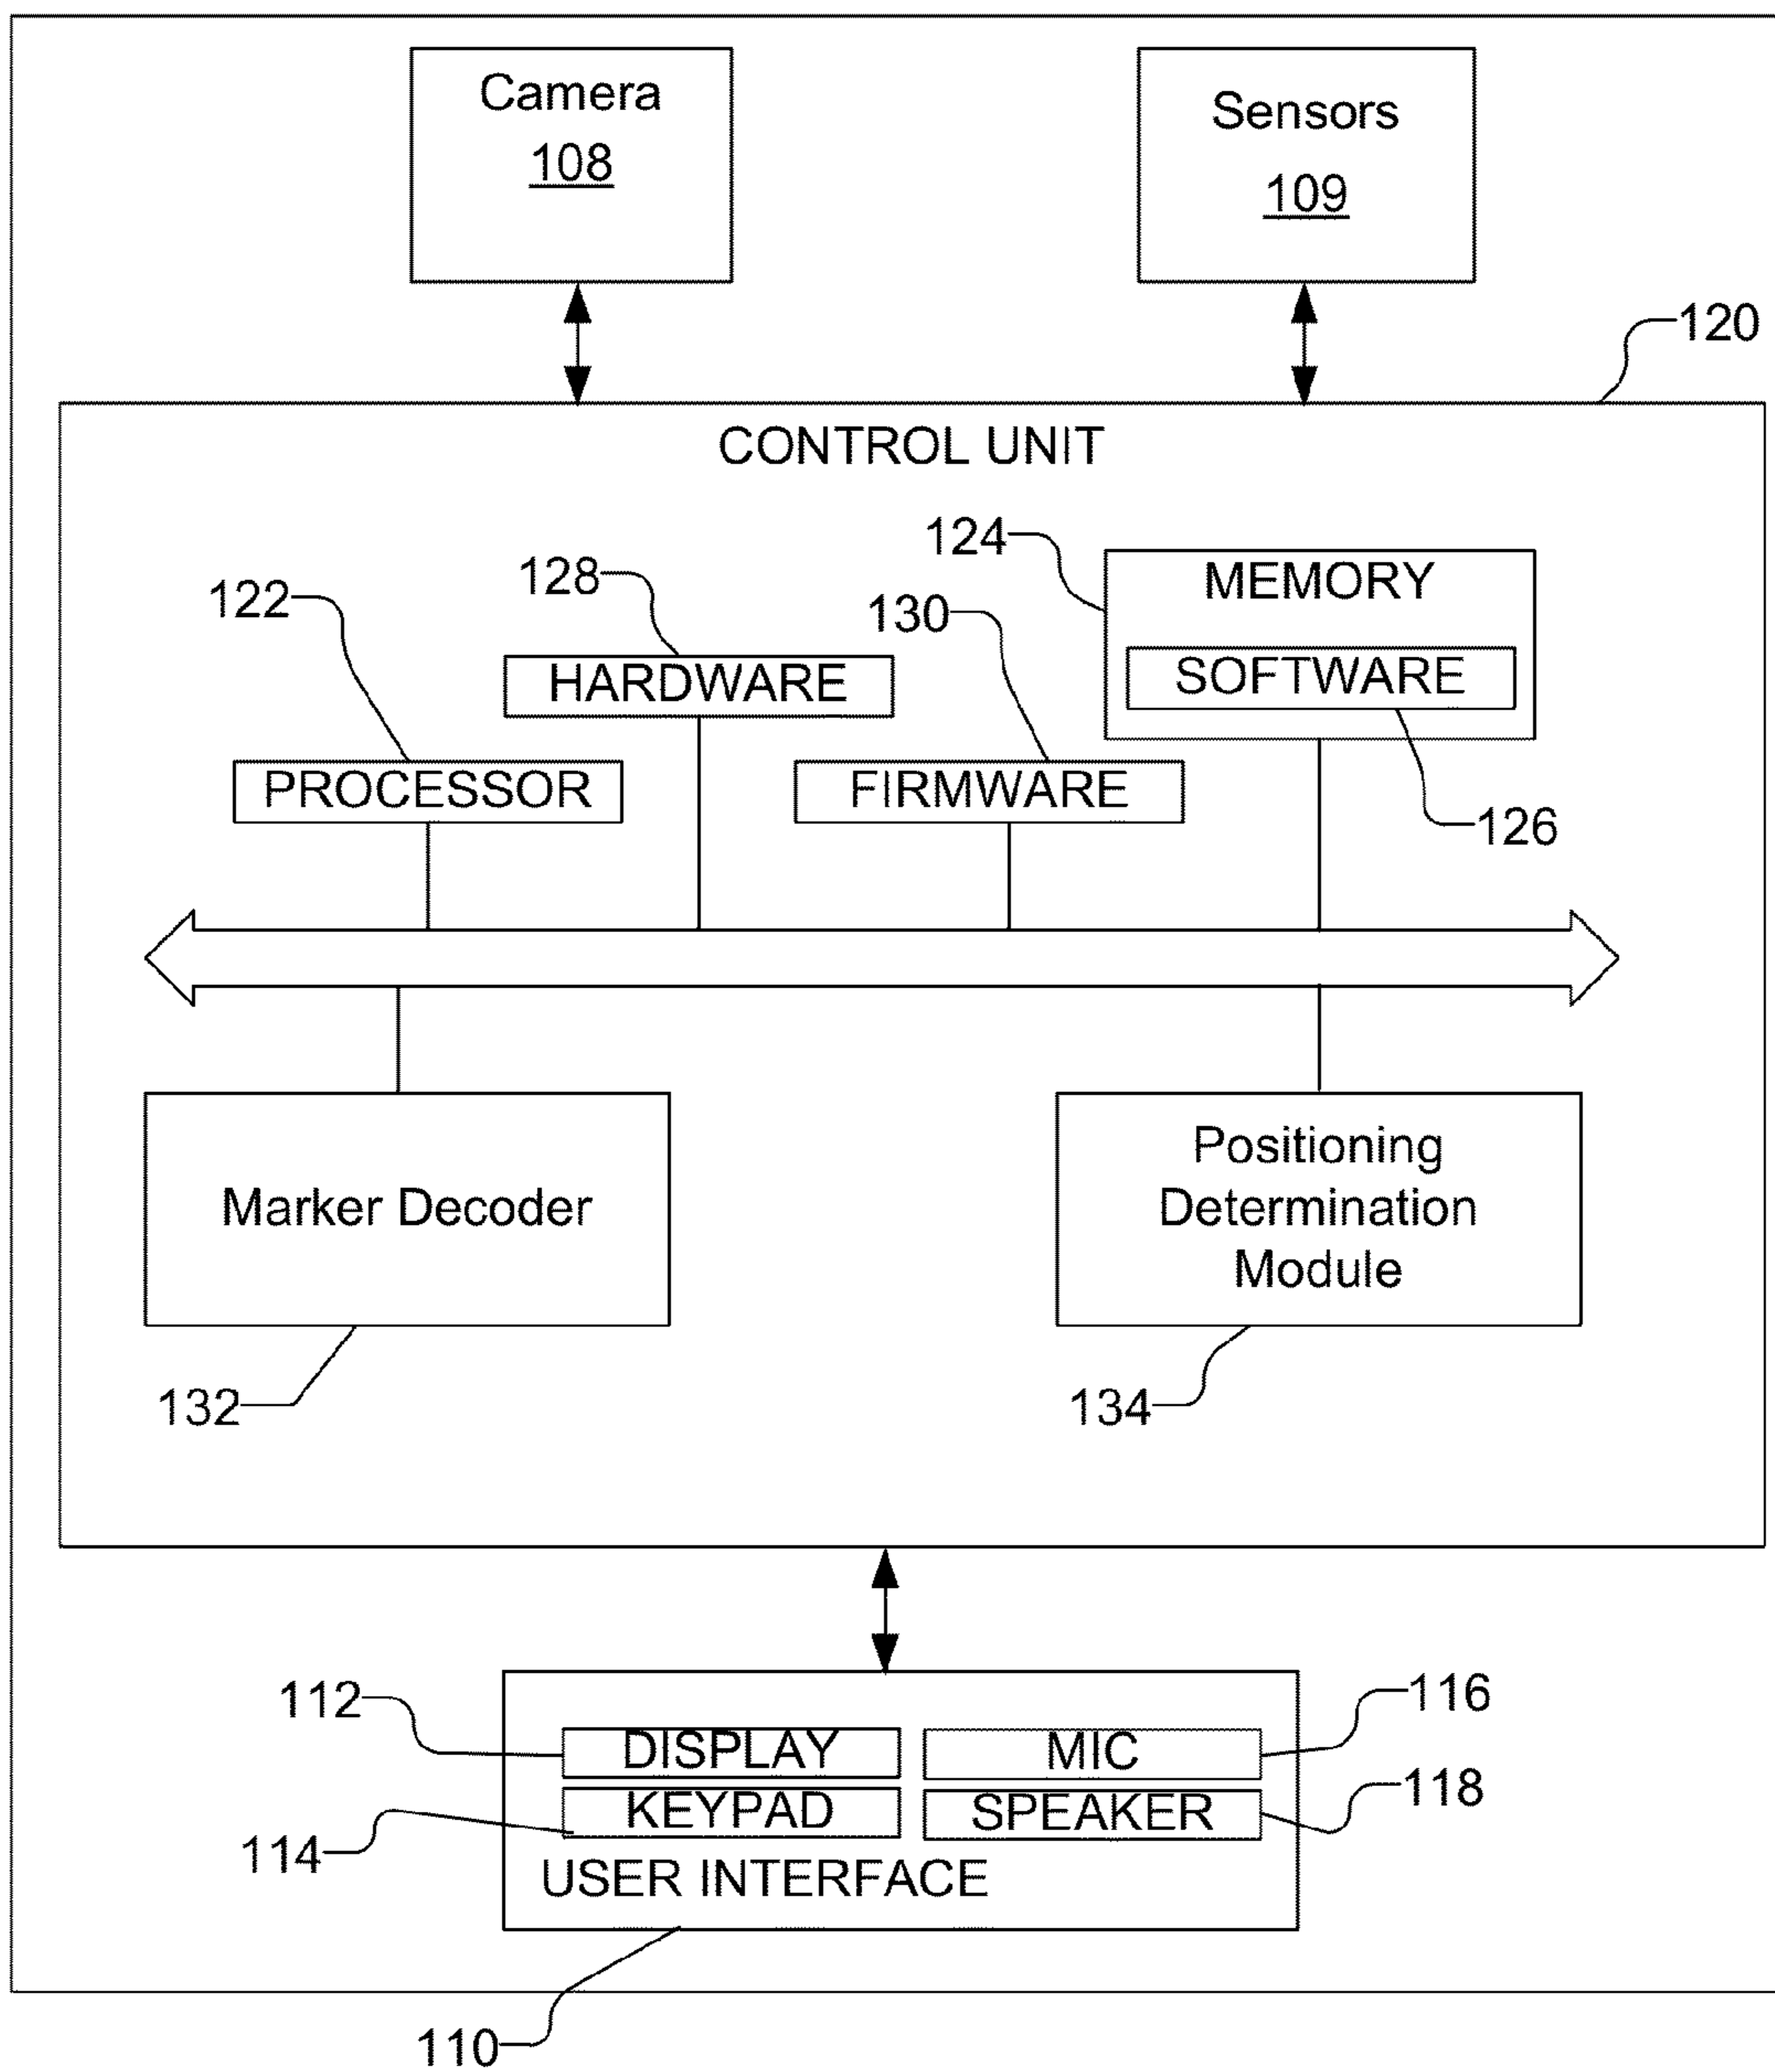 Camera
108
Sensors
109
120
CONTROL UNIT
124
MEMORY
128
122
130
SOFTWARE
HARDWARE
PROCESSOR
FIRMWARE
126
Marker Decoder
Positioning
Determination
Module
132
134
112
116
DISPLAY
MIC
KEYPAD
SPEAKER
118
114
USER INTERFACE
110